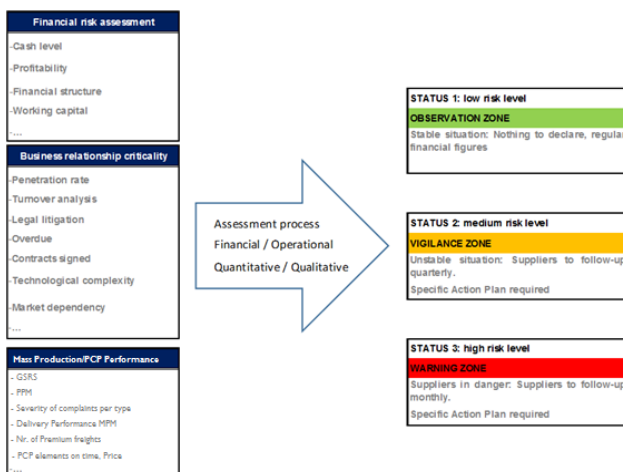 Financial risk assessment
-Cash level
-Profitability
-Financial structure
-Working capital
-...
Business relationship criticality
-Penetration rate
-Turnover analysis
-Legal litigation
-Overdue
-Contracts signed
-Technological complexity
-Market dependency
-...
Mass Production/PCP Performance
- GSRS
- PPM
- Severity of complaints per type
- Delivery Performance MPM
- Nr. of Premium freights
- PCP elements on time, Price
-...
Assessment process
Financial / Operational
Quantitative / Qualitative
STATUS 1: low risk level
OBSERVATION ZONE
Stable situation: Nothing to declare, regular
financial figures
STATUS 2: medium risk level
VIGILANCE ZONE
Unstable situation: Suppliers to follow-up
quarterly.
Specific Action Plan required
STATUS 3: high risk level
WARNING ZONE
Suppliers in danger: Suppliers to follow-up
monthly.
Specific Action Plan required